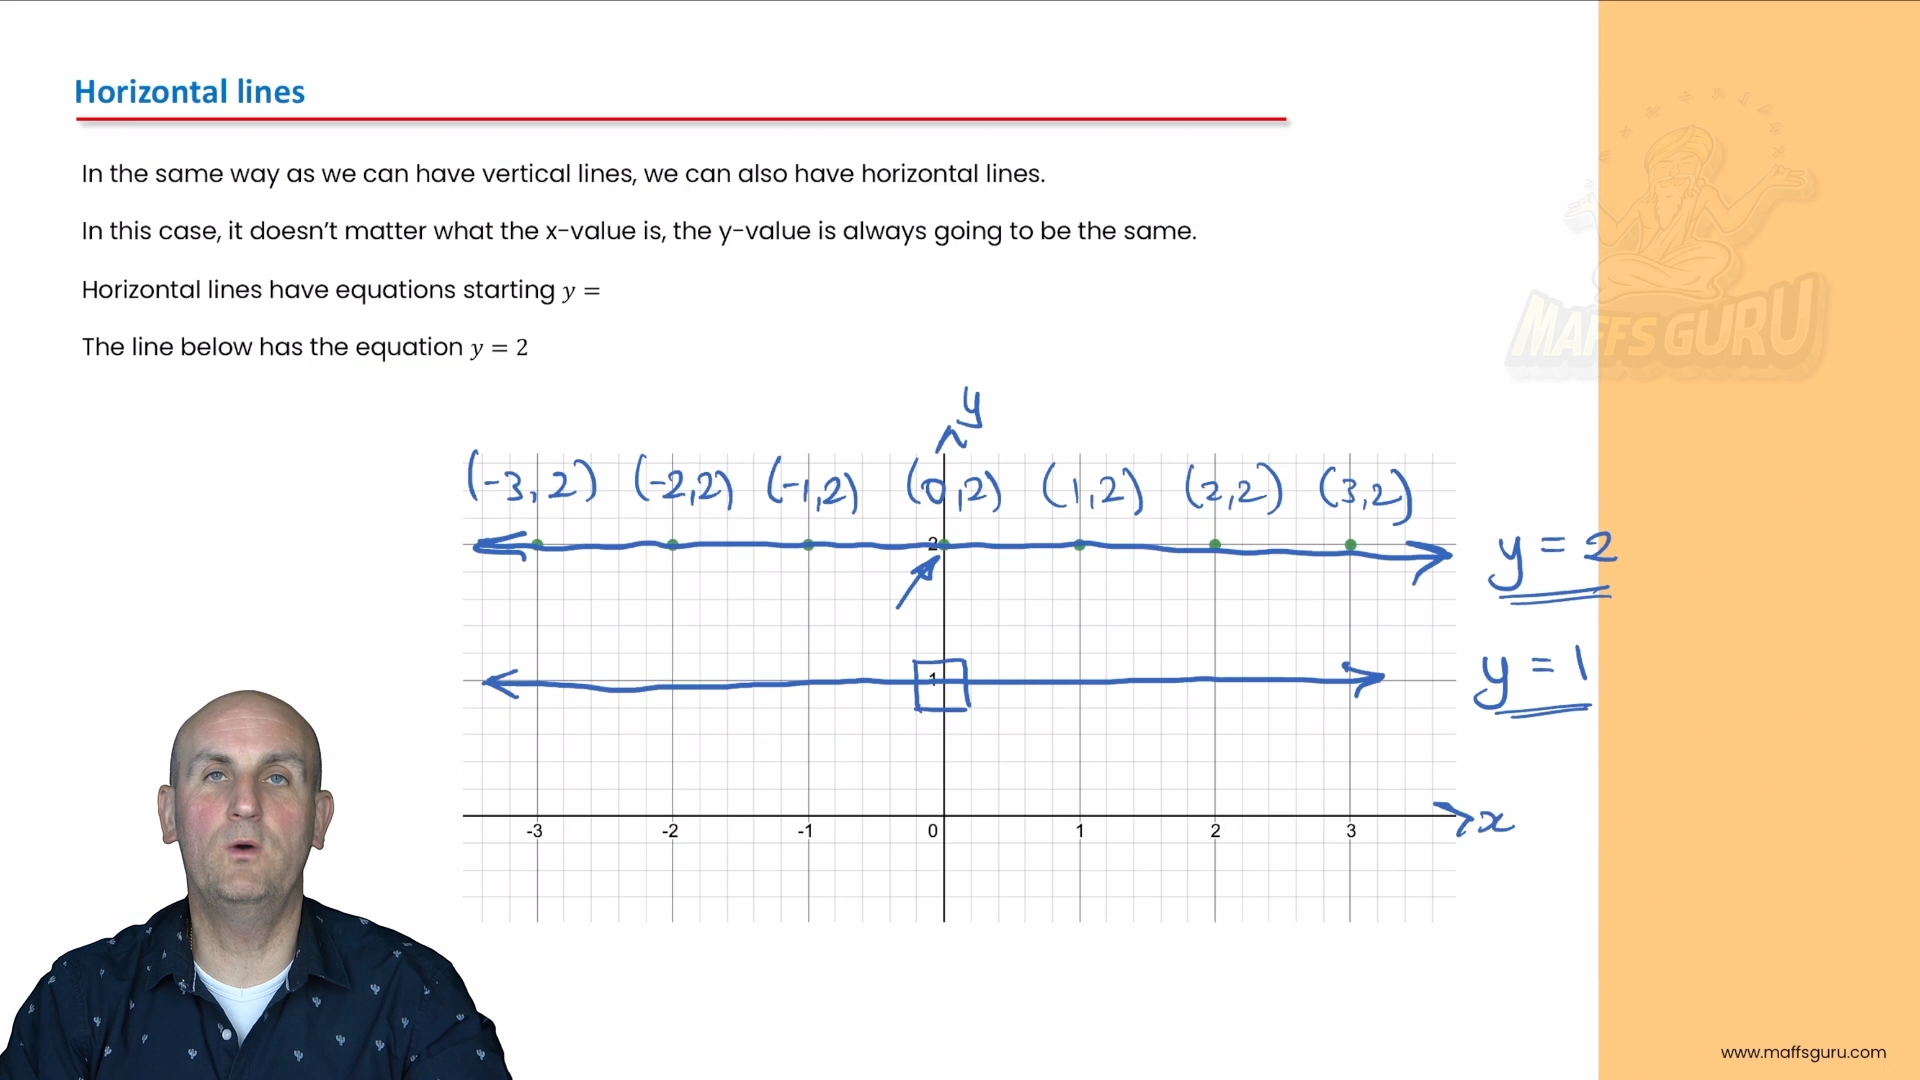 Horizontal lines
In the same way as we can have vertical lines, we can also have horizontal lines.
In this case, it doesn’t matter what the x-value is, the y-value is always going to be the same.
Horizontal lines have equations starting y =
The line below has the equation y = 2
MAFFS GURU
y
(-3, 2) (-2,2) (-1,2) (0,2) (1,2) (2,2) (3,2)
2
y = 2
1
y = 1
-3 -2 -1 0 1 2 3
x
www.maffsguru.com